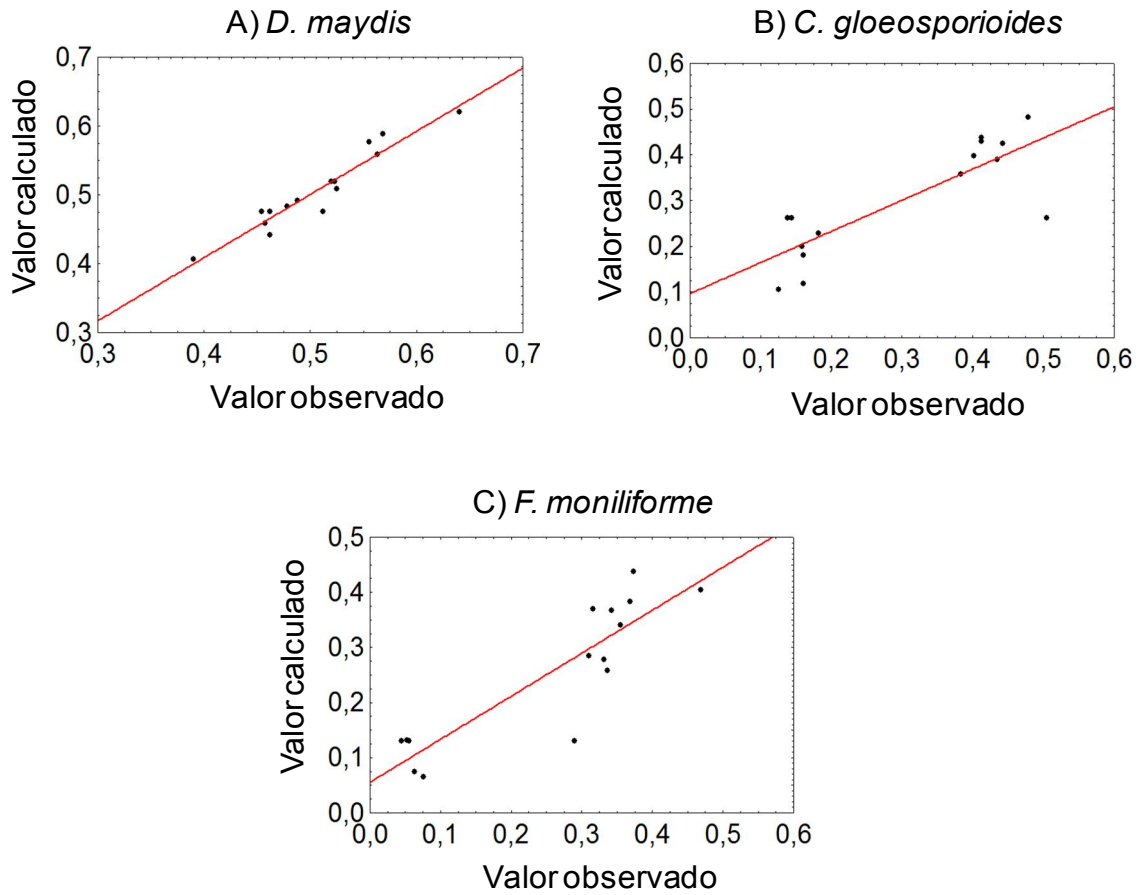 A) D. maydis
0,7
0,6
0,5
0,4
0,3
0,3 0,4 0,5 0,6 0,7
Valor calculado
Valor observado
B) C. gloeosporioides
0,6
0,5
0,4
0,3
0,2
0,1
0,0
0,0 0,1 0,2 0,3 0,4 0,5 0,6
Valor calculado
Valor observado
C) F. moniliforme
0,5
0,4
0,3
0,2
0,1
0,0
0,0 0,1 0,2 0,3 0,4 0,5 0,6
Valor calculado
Valor observado